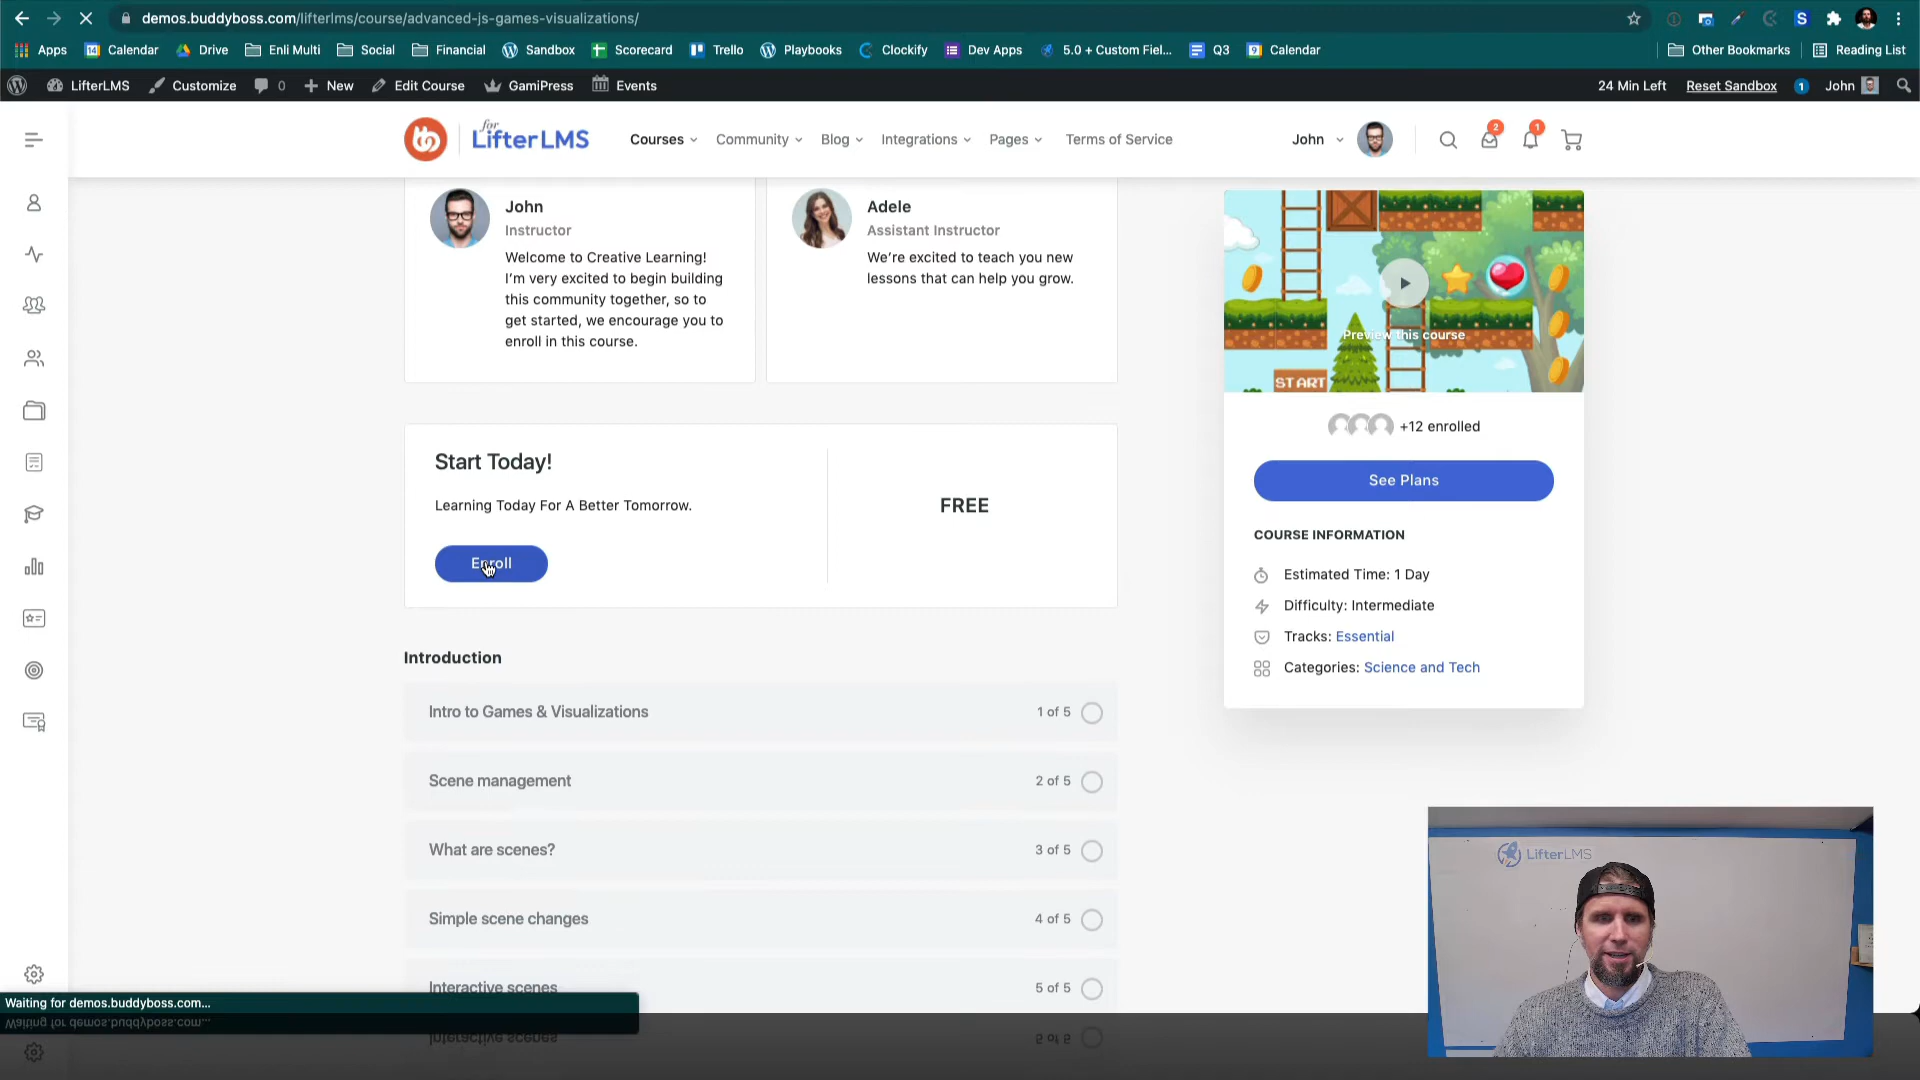 demos.buddyboss.com/lifterlms/course/advanced-js-games-visualizations/
Apps Calendar Drive Enli Multi Social Financial Sandbox Scorecard Trello Playbooks Clockify Dev Apps 5.0 + Custom Fiel... Q3 Calendar Other Bookmarks Reading List
LifterLMS Customize 0 New Edit Course GamiPress Events 24 Min Left Reset Sandbox 1 John
for
LifterLMS Courses Community Blog Integrations Pages Terms of Service John 2 1
John
Instructor
Welcome to Creative Learning!
I'm very excited to begin building
this community together, so to
get started, we encourage you to
enroll in this course.
Adele
Assistant Instructor
We're excited to teach you new
lessons that can help you grow.
Preview this course
START
+12 enrolled
See Plans
COURSE INFORMATION
Estimated Time: 1 Day
Difficulty: Intermediate
Tracks: Essential
Categories: Science and Tech
Start Today!
Learning Today For A Better Tomorrow.
Enroll
FREE
Introduction
Intro to Games & Visualizations 1 of 5
Scene management 2 of 5
What are scenes? 3 of 5
Simple scene changes 4 of 5
Interactive scenes 5 of 5
Waiting for demos.buddyboss.com...
LifterLMS